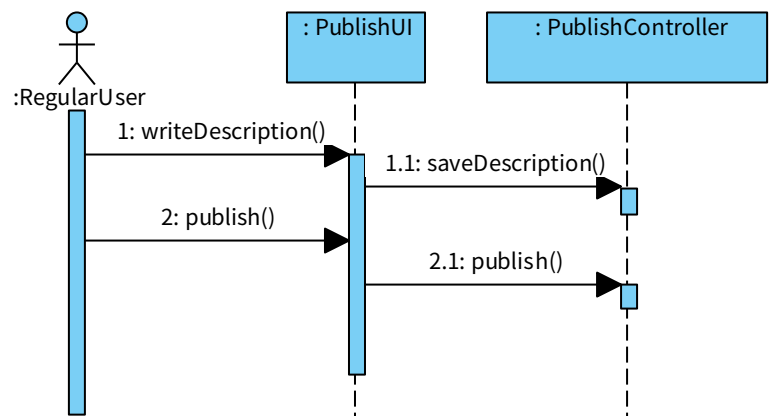 : PublishUI
: PublishController
:RegularUser
1: writeDescription()
1.1: saveDescription()
2: publish()
2.1: publish()